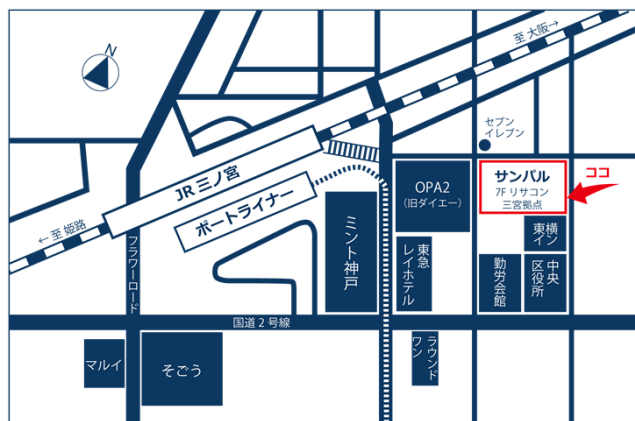 N
至 大阪→
セブン
イレブン
JR 三ノ宮
ポートライナー
←至 姫路
フラワーロード
ミント神戸
OPA2
(旧ダイエー)
サンパル
7F リサコン
三宮拠点
ココ
東横
イン
東急
レイホテル
勤労会館
中央
区役所
国道2号線
マルイ
そごう
ラウンド
ワン